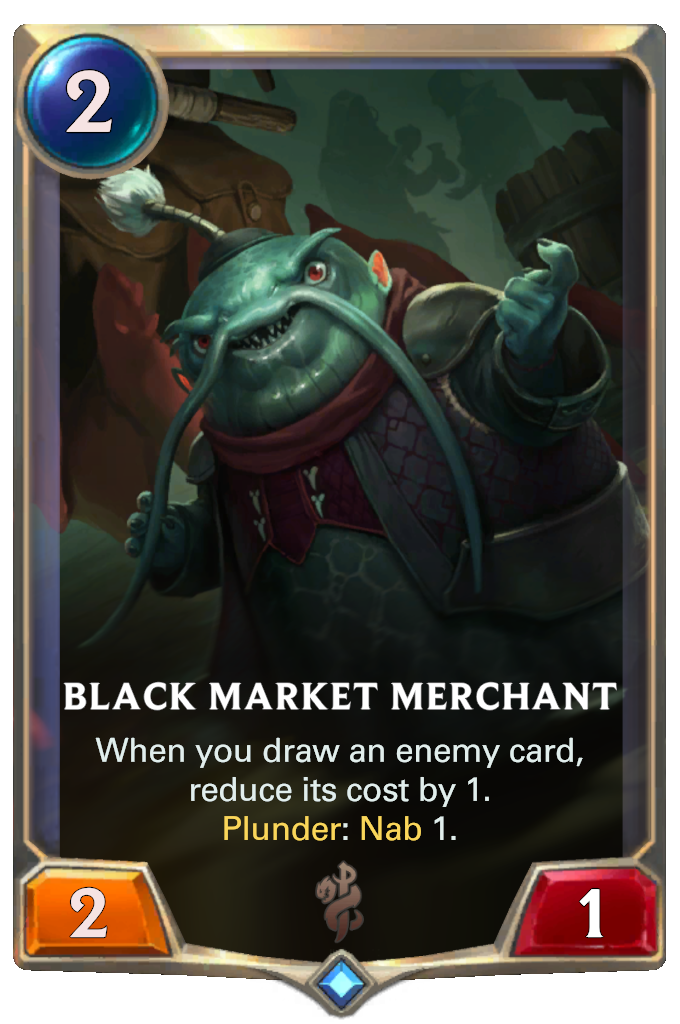 2
BLACK MARKET MERCHANT
When you draw an enemy card,
reduce its cost by 1.
Plunder: Nab 1.
2
1